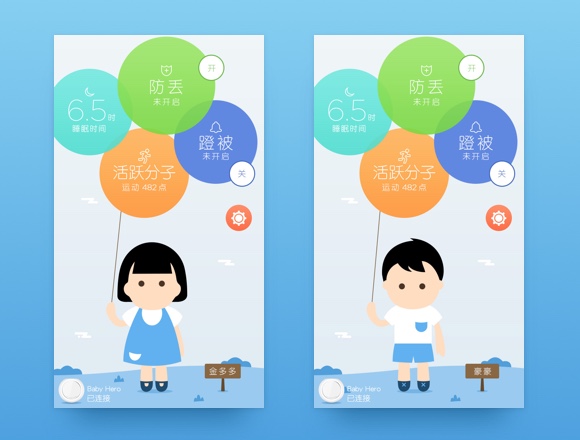 开
防丢
未开启
6.5时
睡眠时间
蹬被
未开启
活跃分子
运动 482 点
关
金多多
Baby Hero
已连接
开
防丢
未开启
6.5时
睡眠时间
蹬被
未开启
活跃分子
运动 482 点
关
豪豪
Baby Hero
已连接